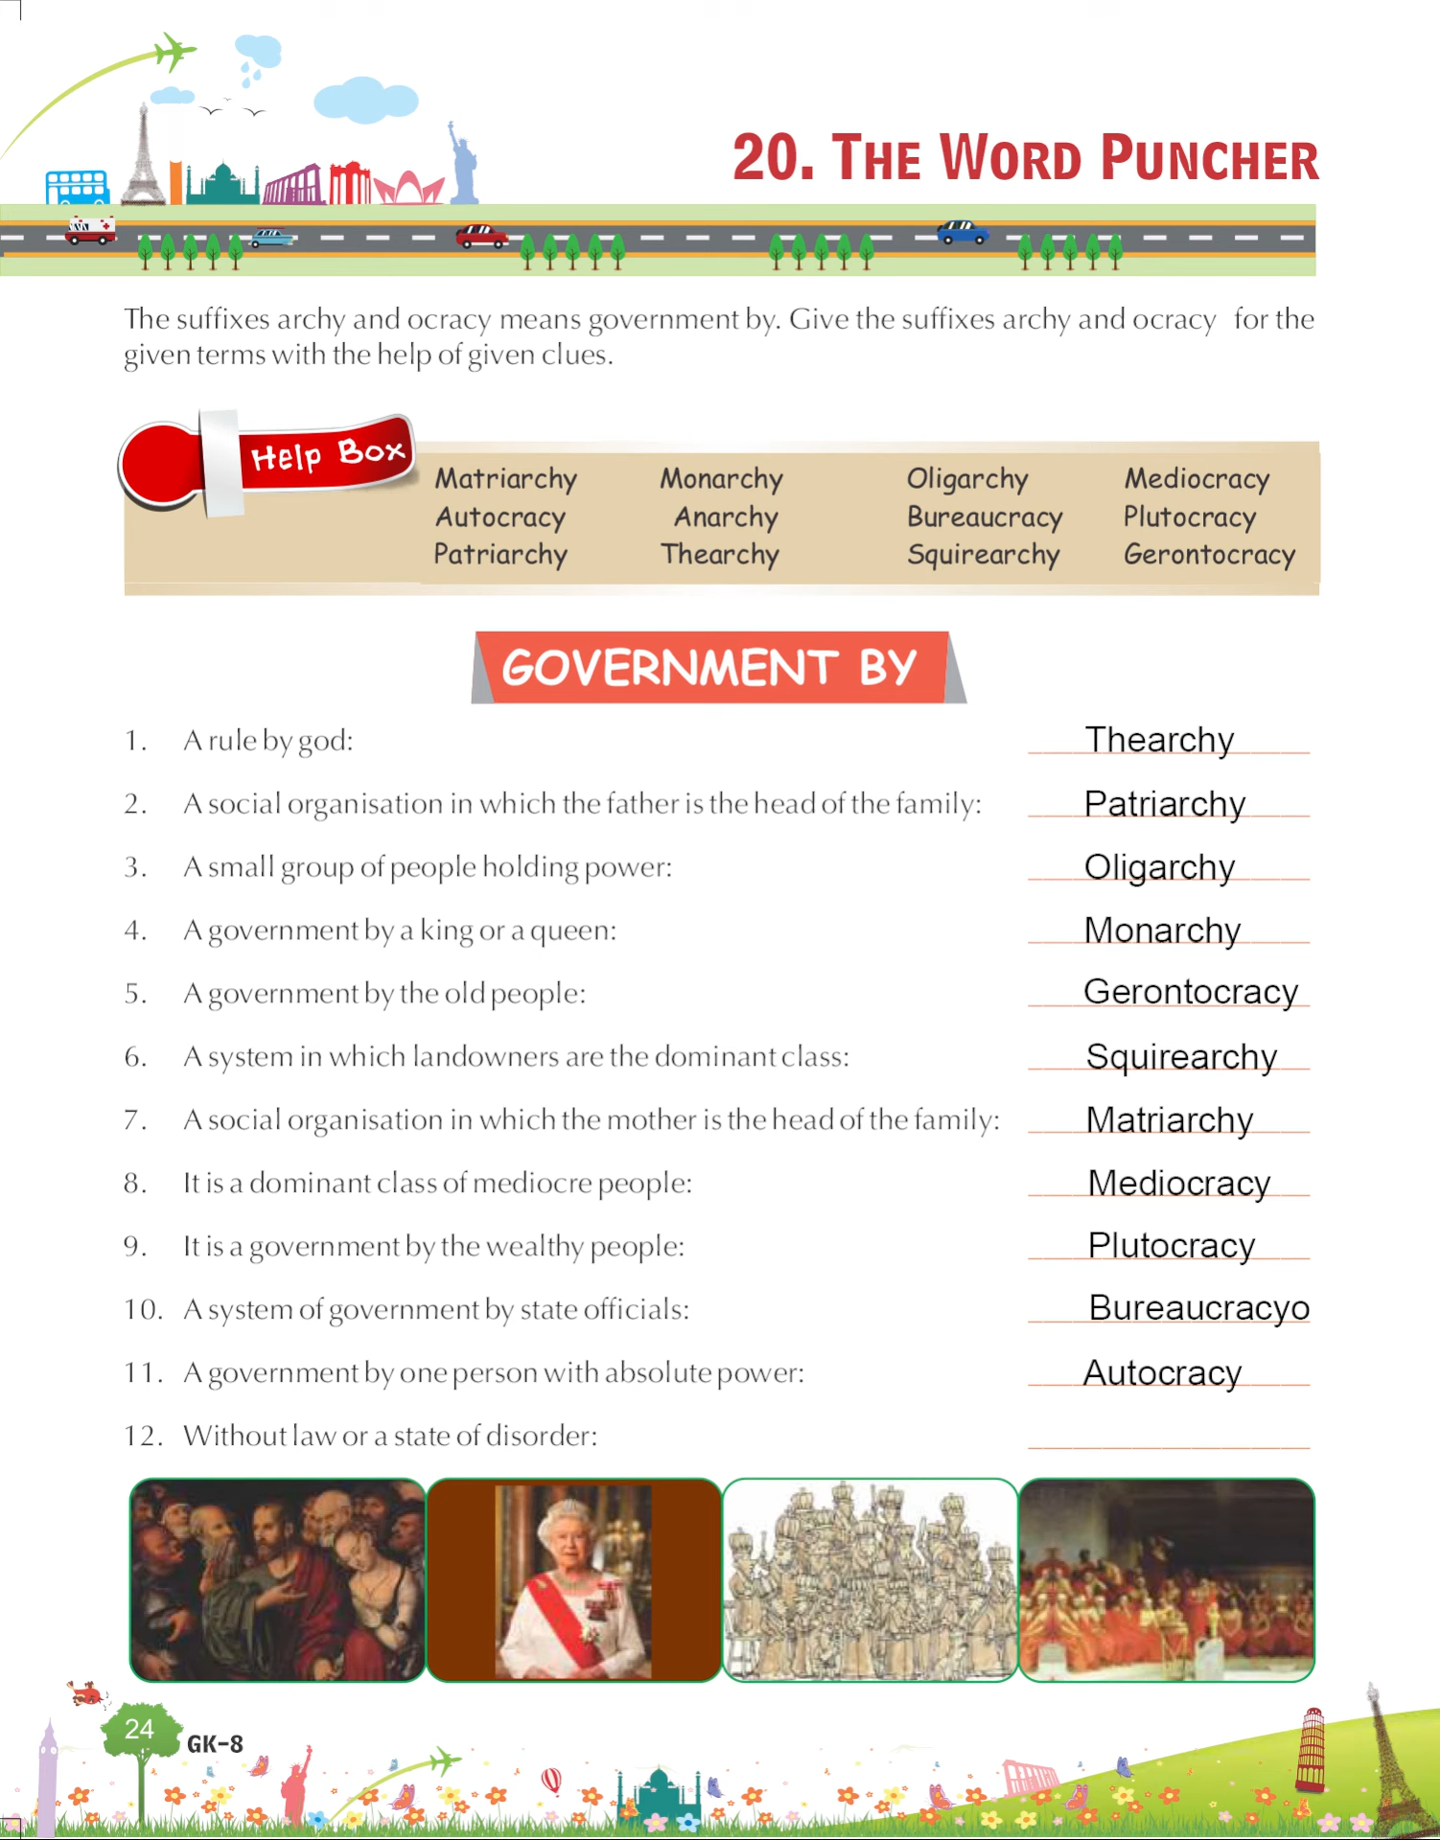 20. THE WORD PUNCHER
The suffixes archy and ocracy means government by. Give the suffixes archy and ocracy for the
given terms with the help of given clues.
Help Box
Matriarchy Monarchy Oligarchy Mediocracy
Autocracy Anarchy Bureaucracy Plutocracy
Patriarchy Thearchy Squirearchy Gerontocracy
GOVERNMENT BY
1. A rule by god: Thearchy
2. A social organisation in which the father is the head of the family: Patriarchy
3. A small group of people holding power: Oligarchy
4. A government by a king or a queen: Monarchy
5. A government by the old people: Gerontocracy
6. A system in which landowners are the dominant class: Squirearchy
7. A social organisation in which the mother is the head of the family: Matriarchy
8. It is a dominant class of mediocre people: Mediocracy
9. It is a government by the wealthy people: Plutocracy
10. A system of government by state officials: Bureaucracyo
11. A government by one person with absolute power: Autocracy
12. Without law or a state of disorder:
24
GK-8